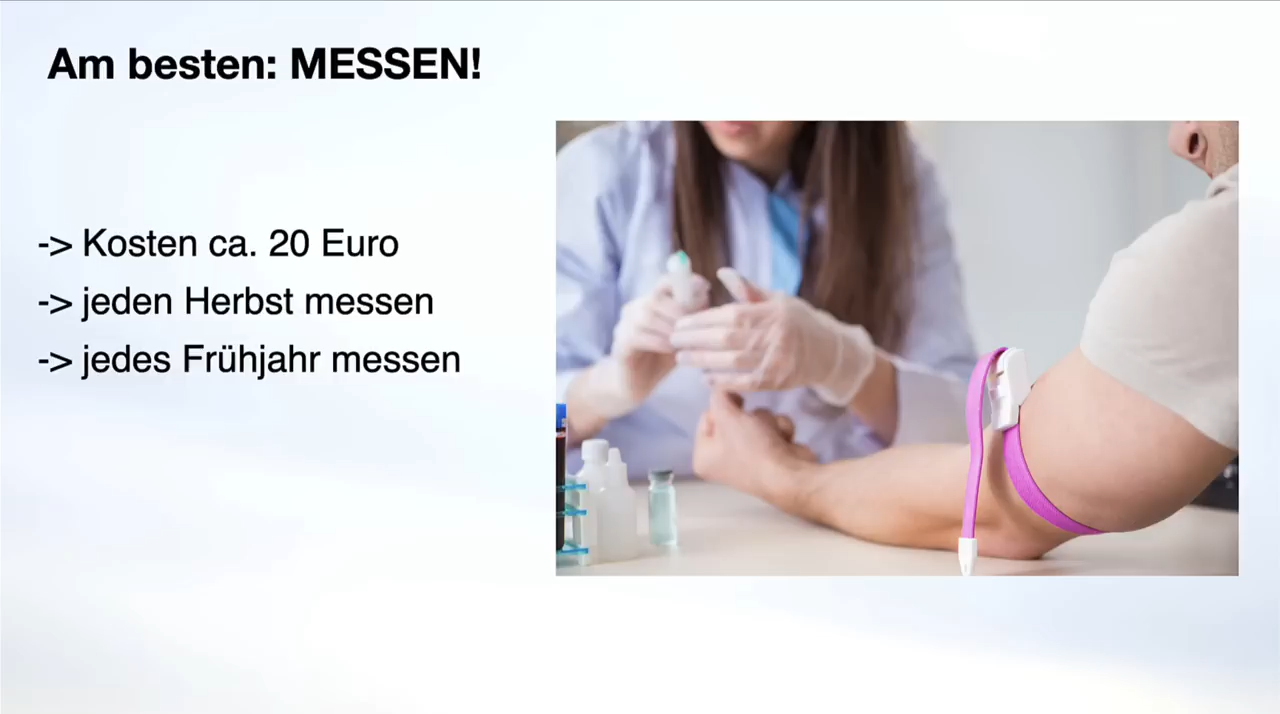 Am besten: MESSEN!
-> Kosten ca. 20 Euro
-> jeden Herbst messen
-> jedes Frühjahr messen